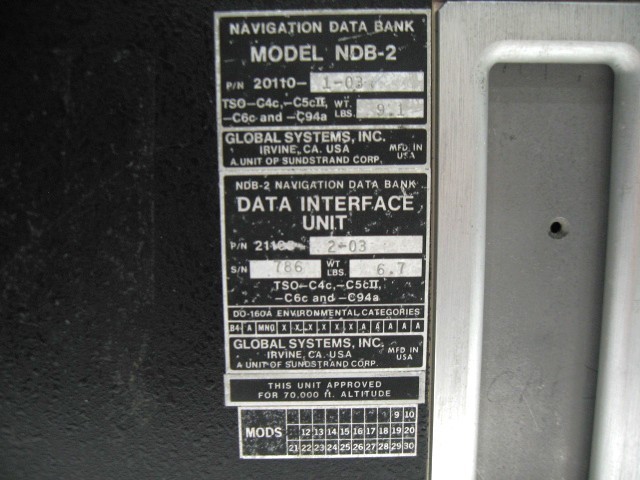 NAVIGATION DATA BANK
MODEL NDB-2
P/N 20110- 1-03
TSO-C4c,-C5cII, WT. LBS. 9.1
-C6c and -C94a
GLOBAL SYSTEMS, INC.
IRVINE, CA. USA MFD IN USA
A UNIT OF SUNDSTRAND CORP.
NDB-2 NAVIGATION DATA BANK
DATA INTERFACE
UNIT
P/N 2-03
S/N 786 WT LBS. 6.7
TSO-C4c,-C5cII,
-C6c and -C94a
DO-160A ENVIRONMENTAL CATEGORIES
B4 A MNO X X X X X X A A A A A A
GLOBAL SYSTEMS, INC.
IRVINE, CA. USA MFD IN USA
A UNIT OF SUNDSTRAND CORP.
THIS UNIT APPROVED
FOR 70,000 ft. ALTITUDE
9 10
MODS 12 13 14 15 16 17 18 19 20
21 22 23 24 25 26 27 28 29 30